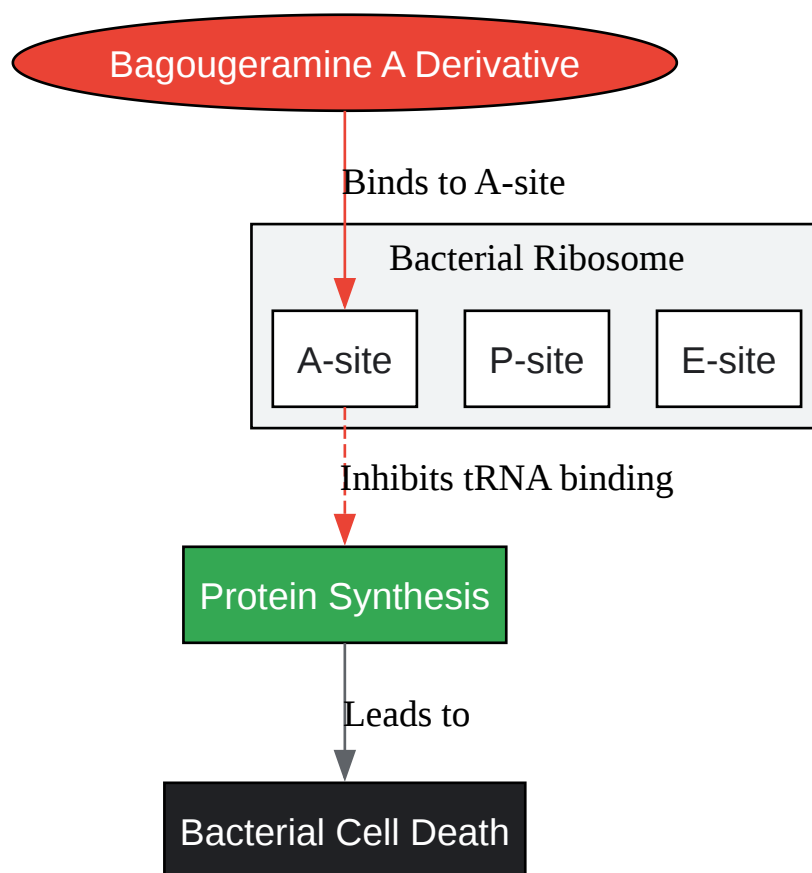 Bagougeramine A Derivative
Binds to A-site
Bacterial Ribosome
A-site
P-site
E-site
Inhibits tRNA binding
Protein Synthesis
Leads to
Bacterial Cell Death